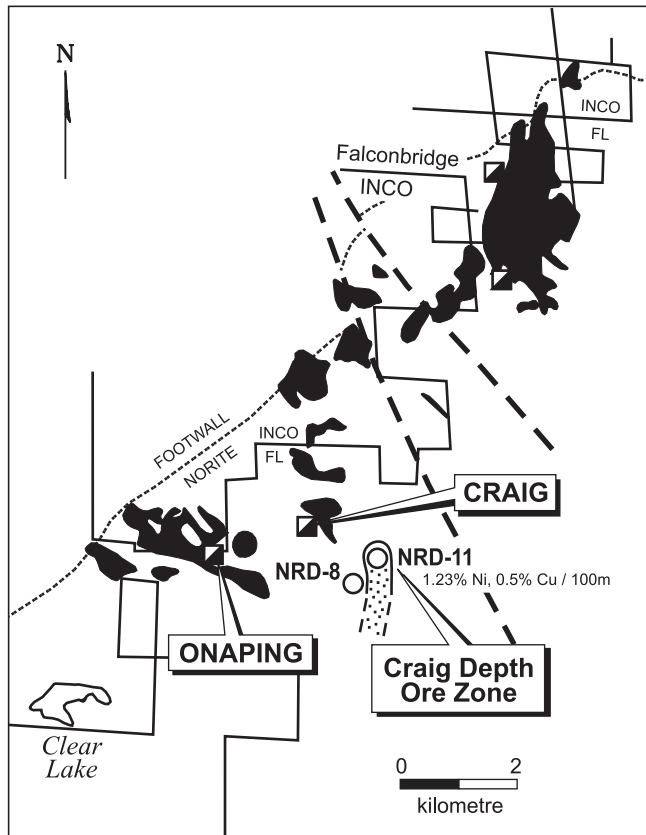 N
INCO
FL
Falconbridge
INCO
FOOTWALL
NORITE
INCO
FL
CRAIG
NRD-11
NRD-8
1.23% Ni, 0.5% Cu / 100m
ONAPING
Craig Depth
Ore Zone
Clear
Lake
0 2
kilometre